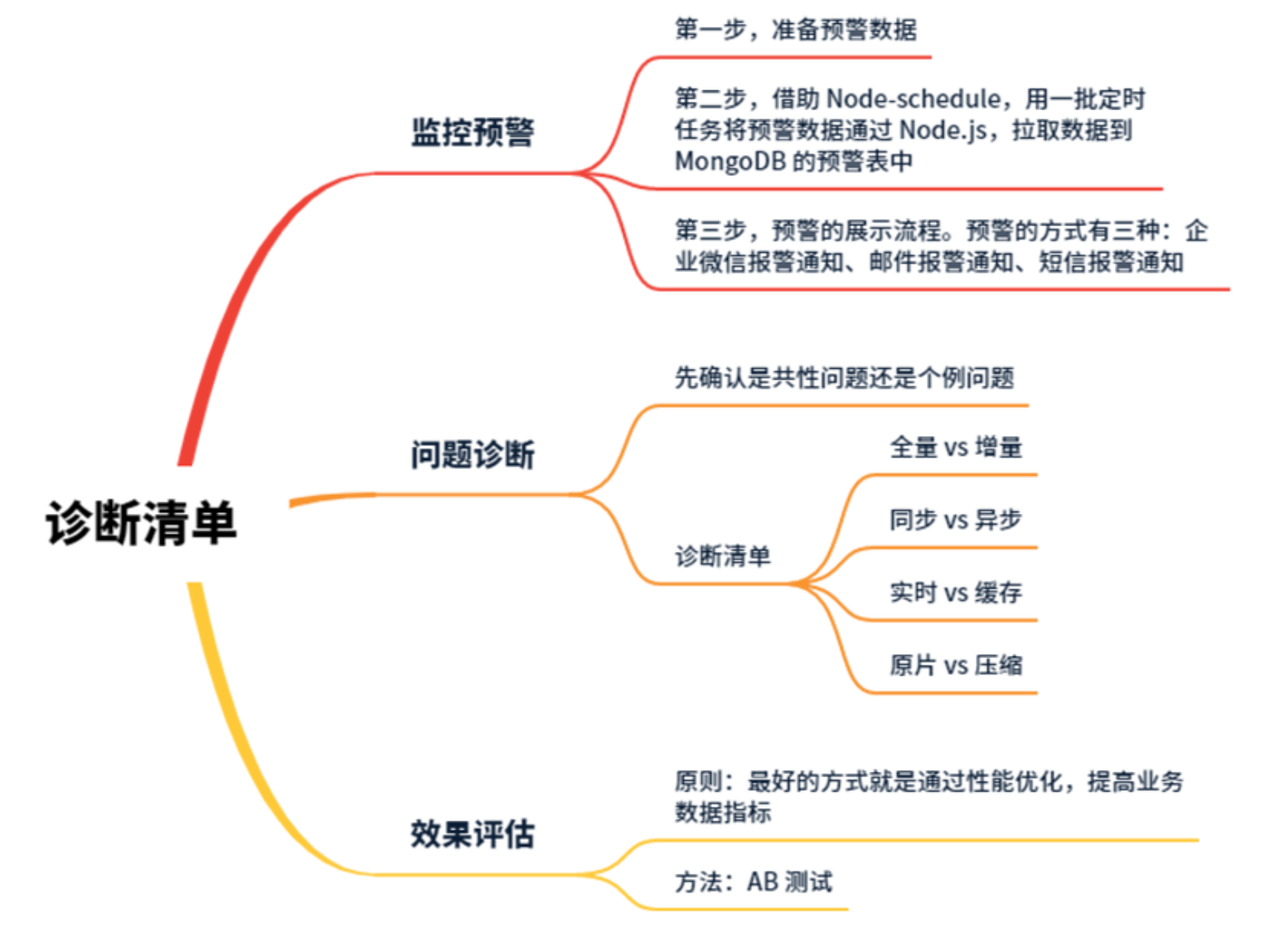 第一步，准备预警数据
第二步，借助 Node-schedule，用一批定时
任务将预警数据通过 Node.js，拉取数据到
MongoDB 的预警表中
监控预警
第三步，预警的展示流程。预警的方式有三种：企
业微信报警通知、邮件报警通知、短信报警通知
先确认是共性问题还是个例问题
问题诊断
全量 vs 增量
同步 vs 异步
诊断清单
诊断清单
实时 vs 缓存
原片 vs 压缩
原则：最好的方式就是通过性能优化，提高业务
数据指标
效果评估
方法：AB 测试